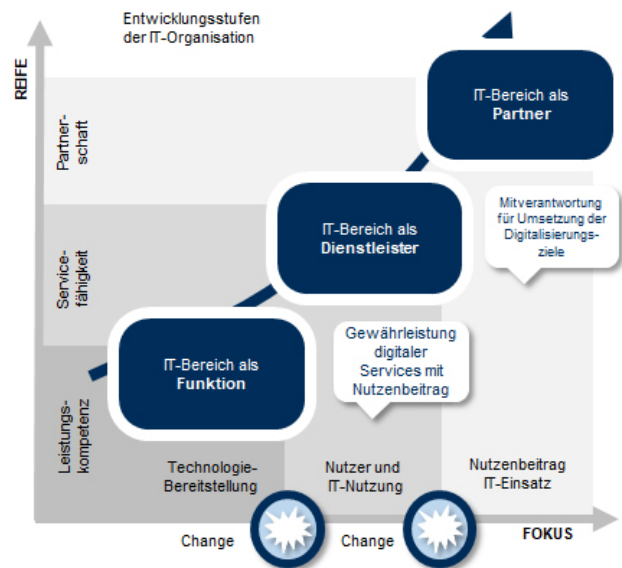 Entwicklungsstufen
der IT-Organisation
REIFE
Partner-
schaft
IT-Bereich als
Partner
Mitverantwortung
für Umsetzung der
Digitalisierungs-
ziele
Service-
fähigkeit
IT-Bereich als
Dienstleister
Gewährleistung
digitaler
Services mit
Nutzenbeitrag
Leistungs-
kompetenz
IT-Bereich als
Funktion
Technologie-
Bereitstellung
Nutzer und
IT-Nutzung
Nutzenbeitrag
IT-Einsatz
Change
Change
FOKUS